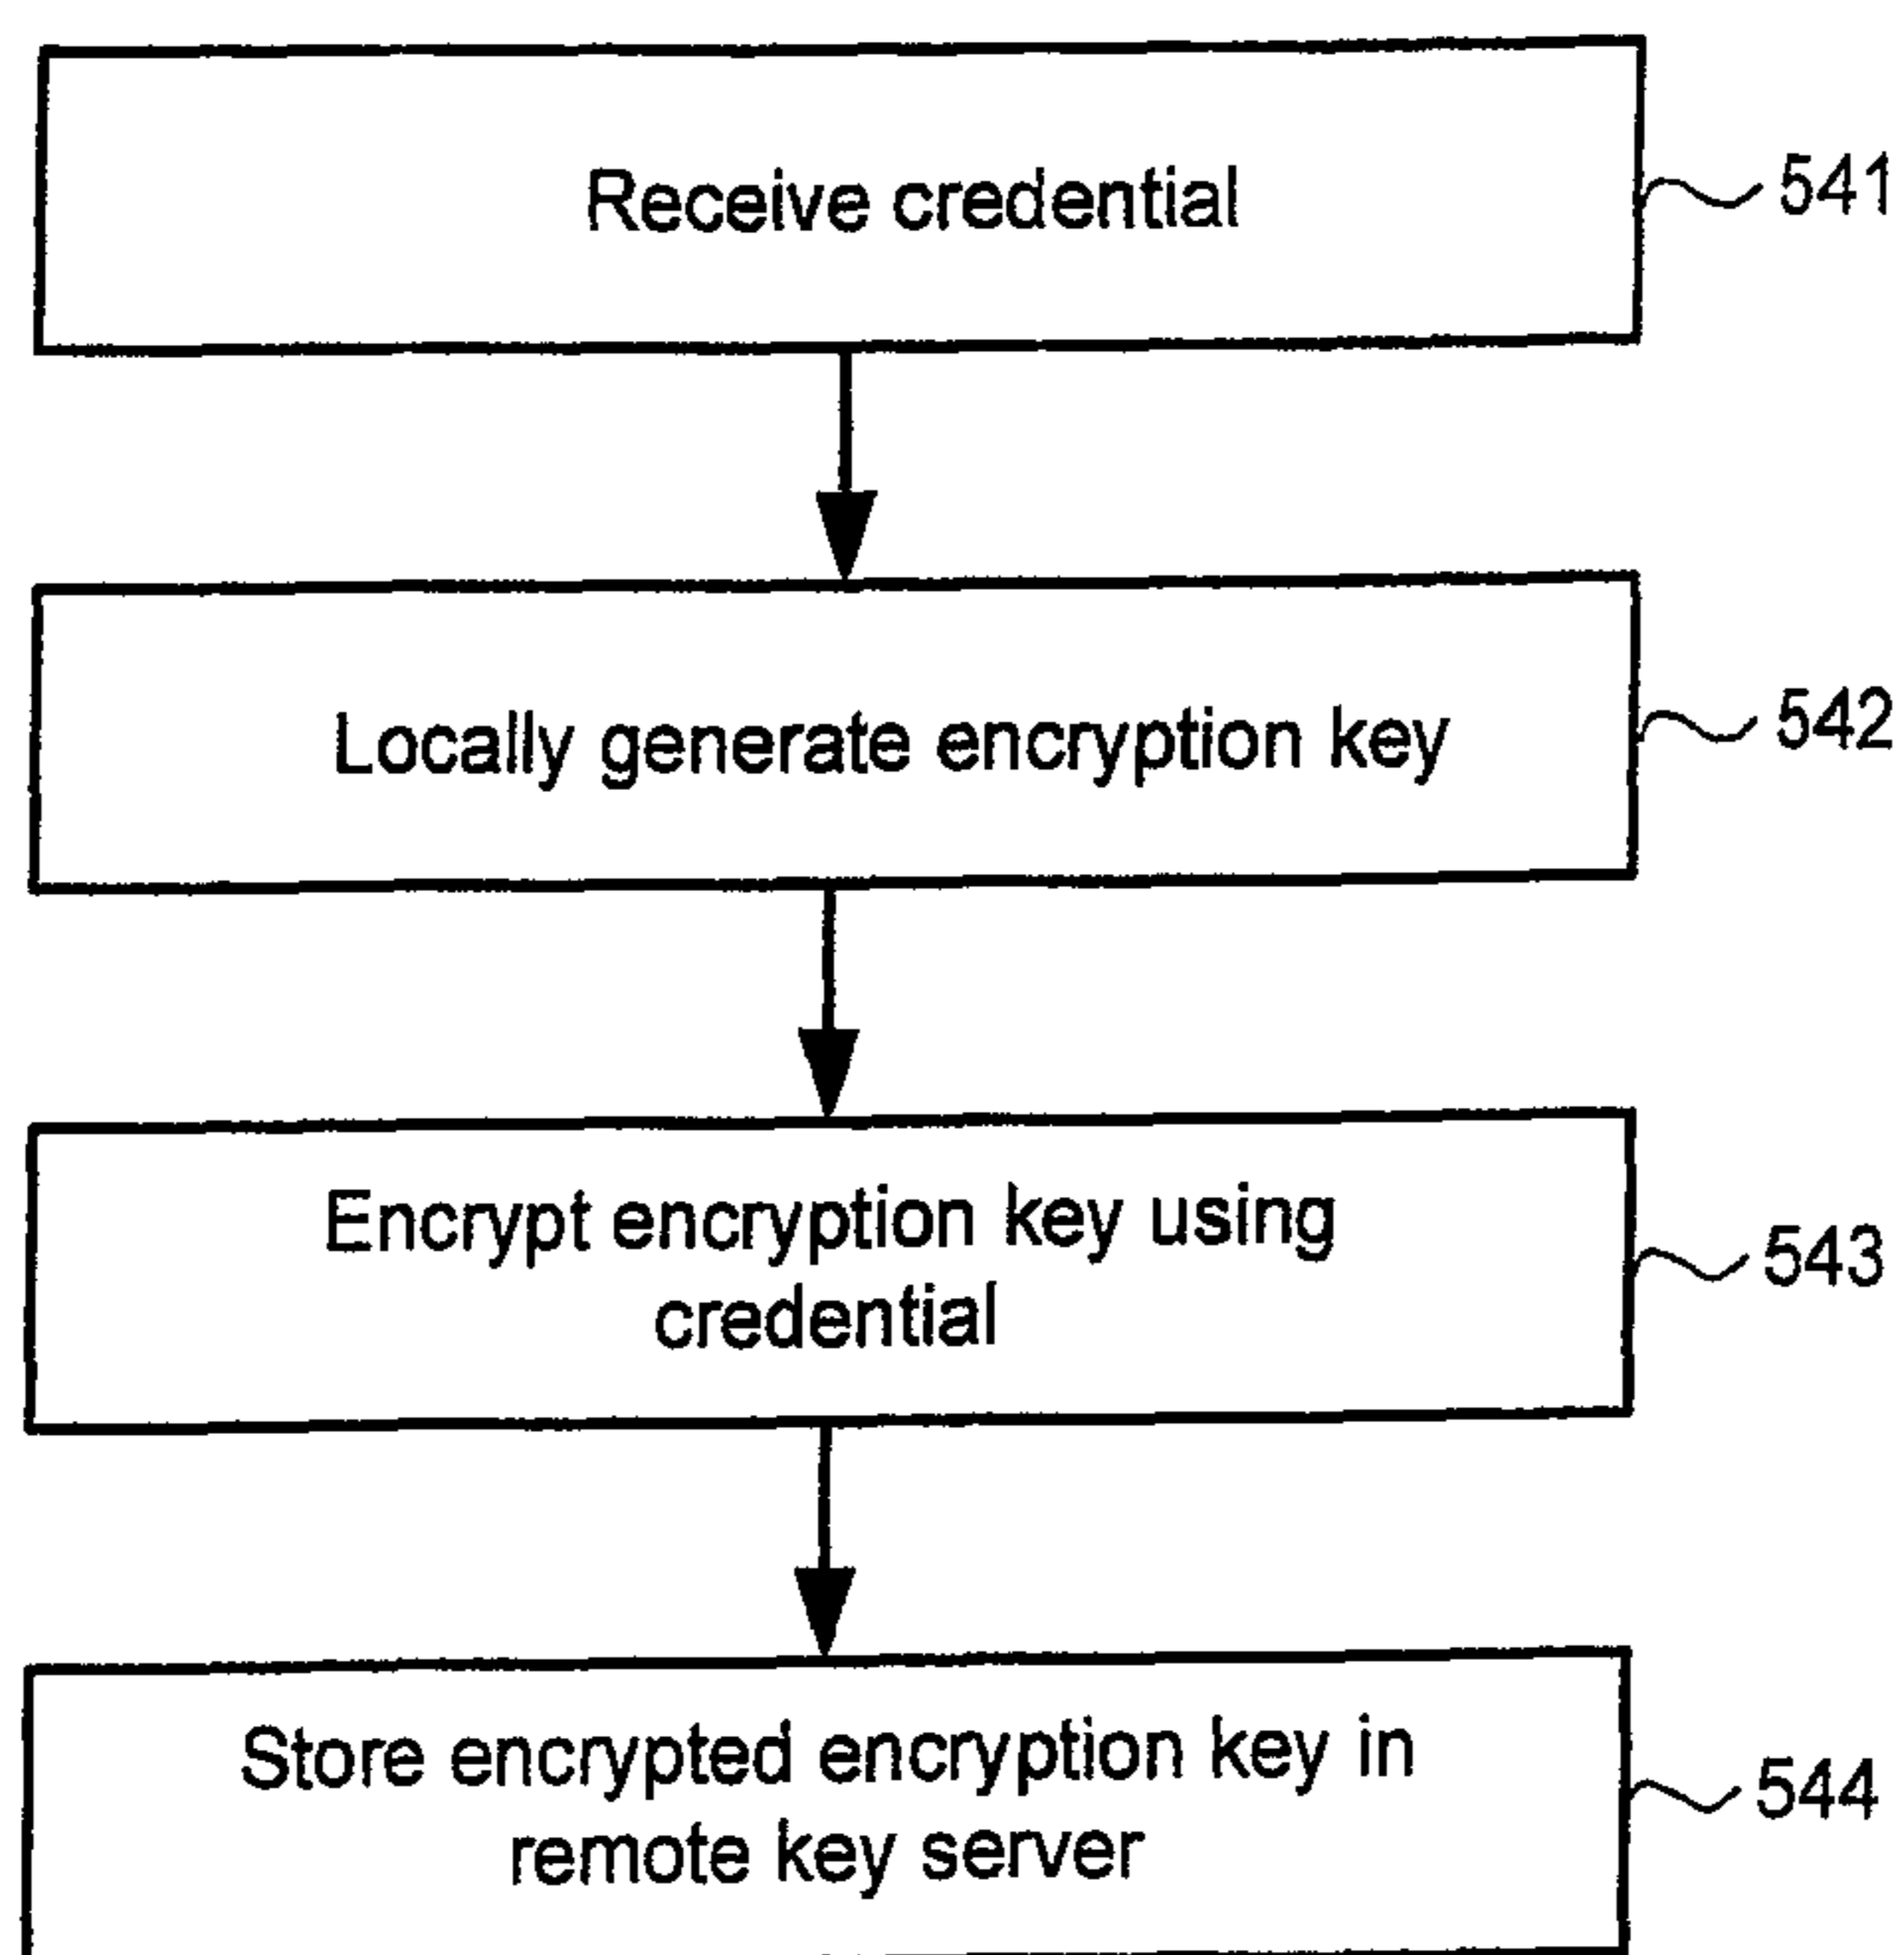 Receive credential
541
Locally generate encryption key
542
Encrypt encryption key using
credential
543
Store encrypted encryption key in
remote key server
544